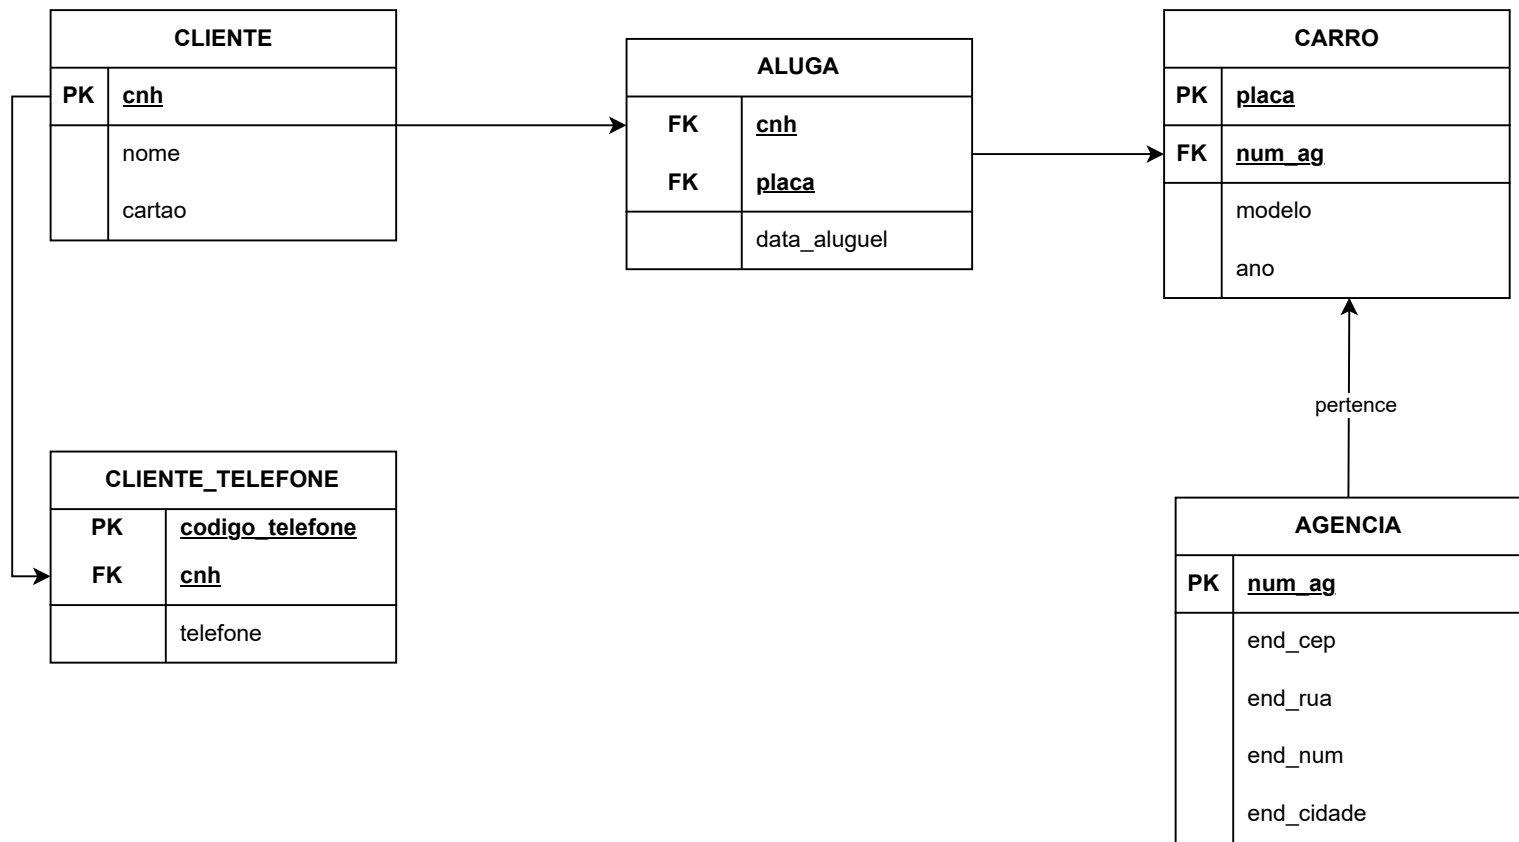 CLIENTE
PK cnh
nome
cartao
ALUGA
FK cnh
FK placa
data_aluguel
CARRO
PK placa
FK num_ag
modelo
ano
pertence
CLIENTE_TELEFONE
PK codigo_telefone
FK cnh
telefone
AGENCIA
PK num_ag
end_cep
end_rua
end_num
end_cidade